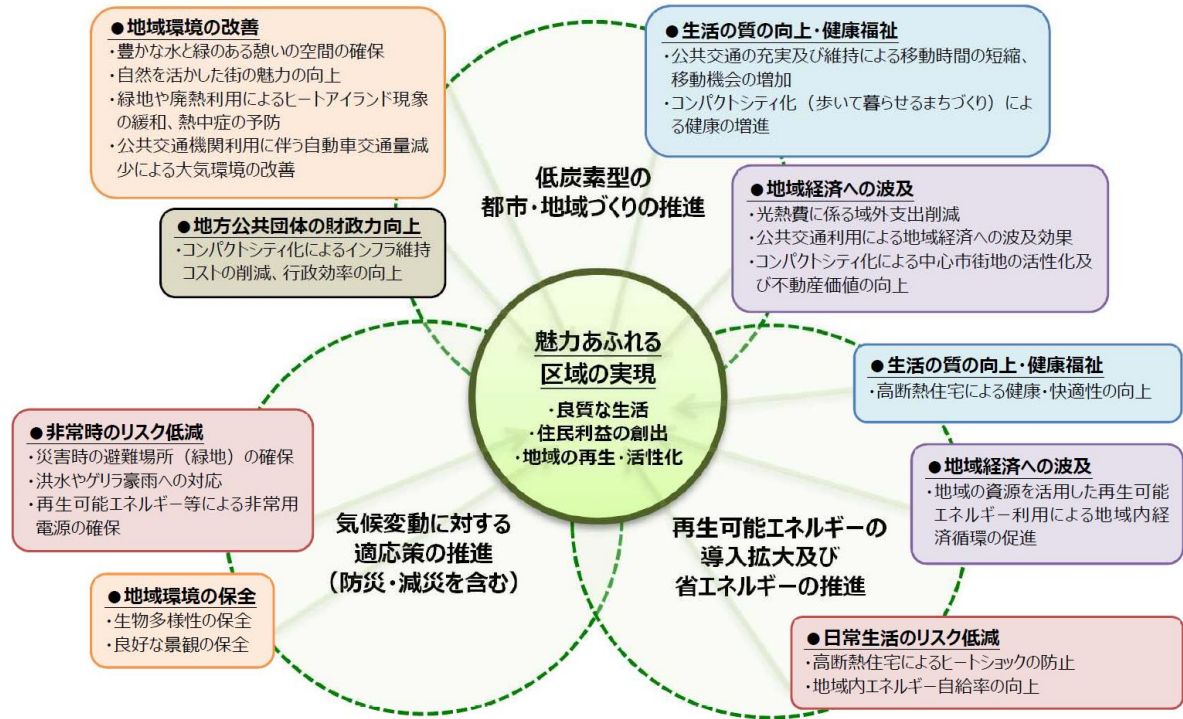 ●地域環境の改善
・豊かな水と緑のある憩いの空間の確保
・自然を活かした街の魅力の向上
・緑地や廃熱利用によるヒートアイランド現象
の緩和、熱中症の予防
・公共交通機関利用に伴う自動車交通量減
少による大気環境の改善
●地方公共団体の財政力向上
・コンパクトシティ化によるインフラ維持
コストの削減、行政効率の向上
低炭素型の
都市・地域づくりの推進
●生活の質の向上・健康福祉
・公共交通の充実及び維持による移動時間の短縮、
移動機会の増加
・コンパクトシティ化（歩いて暮らせるまちづくり）によ
る健康の増進
●地域経済への波及
・光熱費に係る域外支出削減
・公共交通利用による地域経済への波及効果
・コンパクトシティ化による中心市街地の活性化及
び不動産価値の向上
魅力あふれる
区域の実現
・良質な生活
・住民利益の創出
・地域の再生・活性化
●非常時のリスク低減
・災害時の避難場所（緑地）の確保
・洪水やゲリラ豪雨への対応
・再生可能エネルギー等による非常用
電源の確保
●地域環境の保全
・生物多様性の保全
・良好な景観の保全
気候変動に対する
適応策の推進
（防災・減災を含む）
再生可能エネルギーの
導入拡大及び
省エネルギーの推進
●生活の質の向上・健康福祉
・高断熱住宅による健康・快適性の向上
●地域経済への波及
・地域の資源を活用した再生可能
エネルギー利用による地域内経
済循環の促進
●日常生活のリスク低減
・高断熱住宅によるヒートショックの防止
・地域内エネルギー自給率の向上